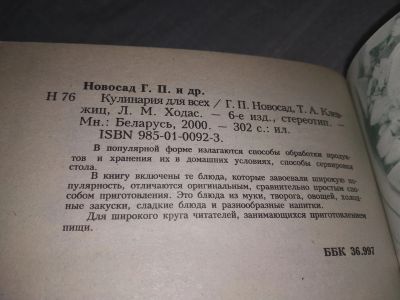 Новосад Г. П. и др.
Н 76 Кулинария для всех / Г. П. Новосад, Т. А. Клев-
жиц, Л. М. Ходас. — 6-е изд., стереотип. —
Мн.: Беларусь, 2000. — 302 с.: ил.
ISBN 985-01-0092-3.
В популярной форме излагаются способы обработки продук-
тов и хранения их в домашних условиях, способы сервировки
стола.
В книгу включены те блюда, которые завоевали широкую по-
пулярность, отличаются оригинальным, сравнительно простым спо-
собом приготовления. Это блюда из муки, творога, овощей, холод-
ные закуски, сладкие блюда и разнообразные напитки.
Для широкого круга читателей, занимающихся приготовлением
пищи.
ББК 36.997